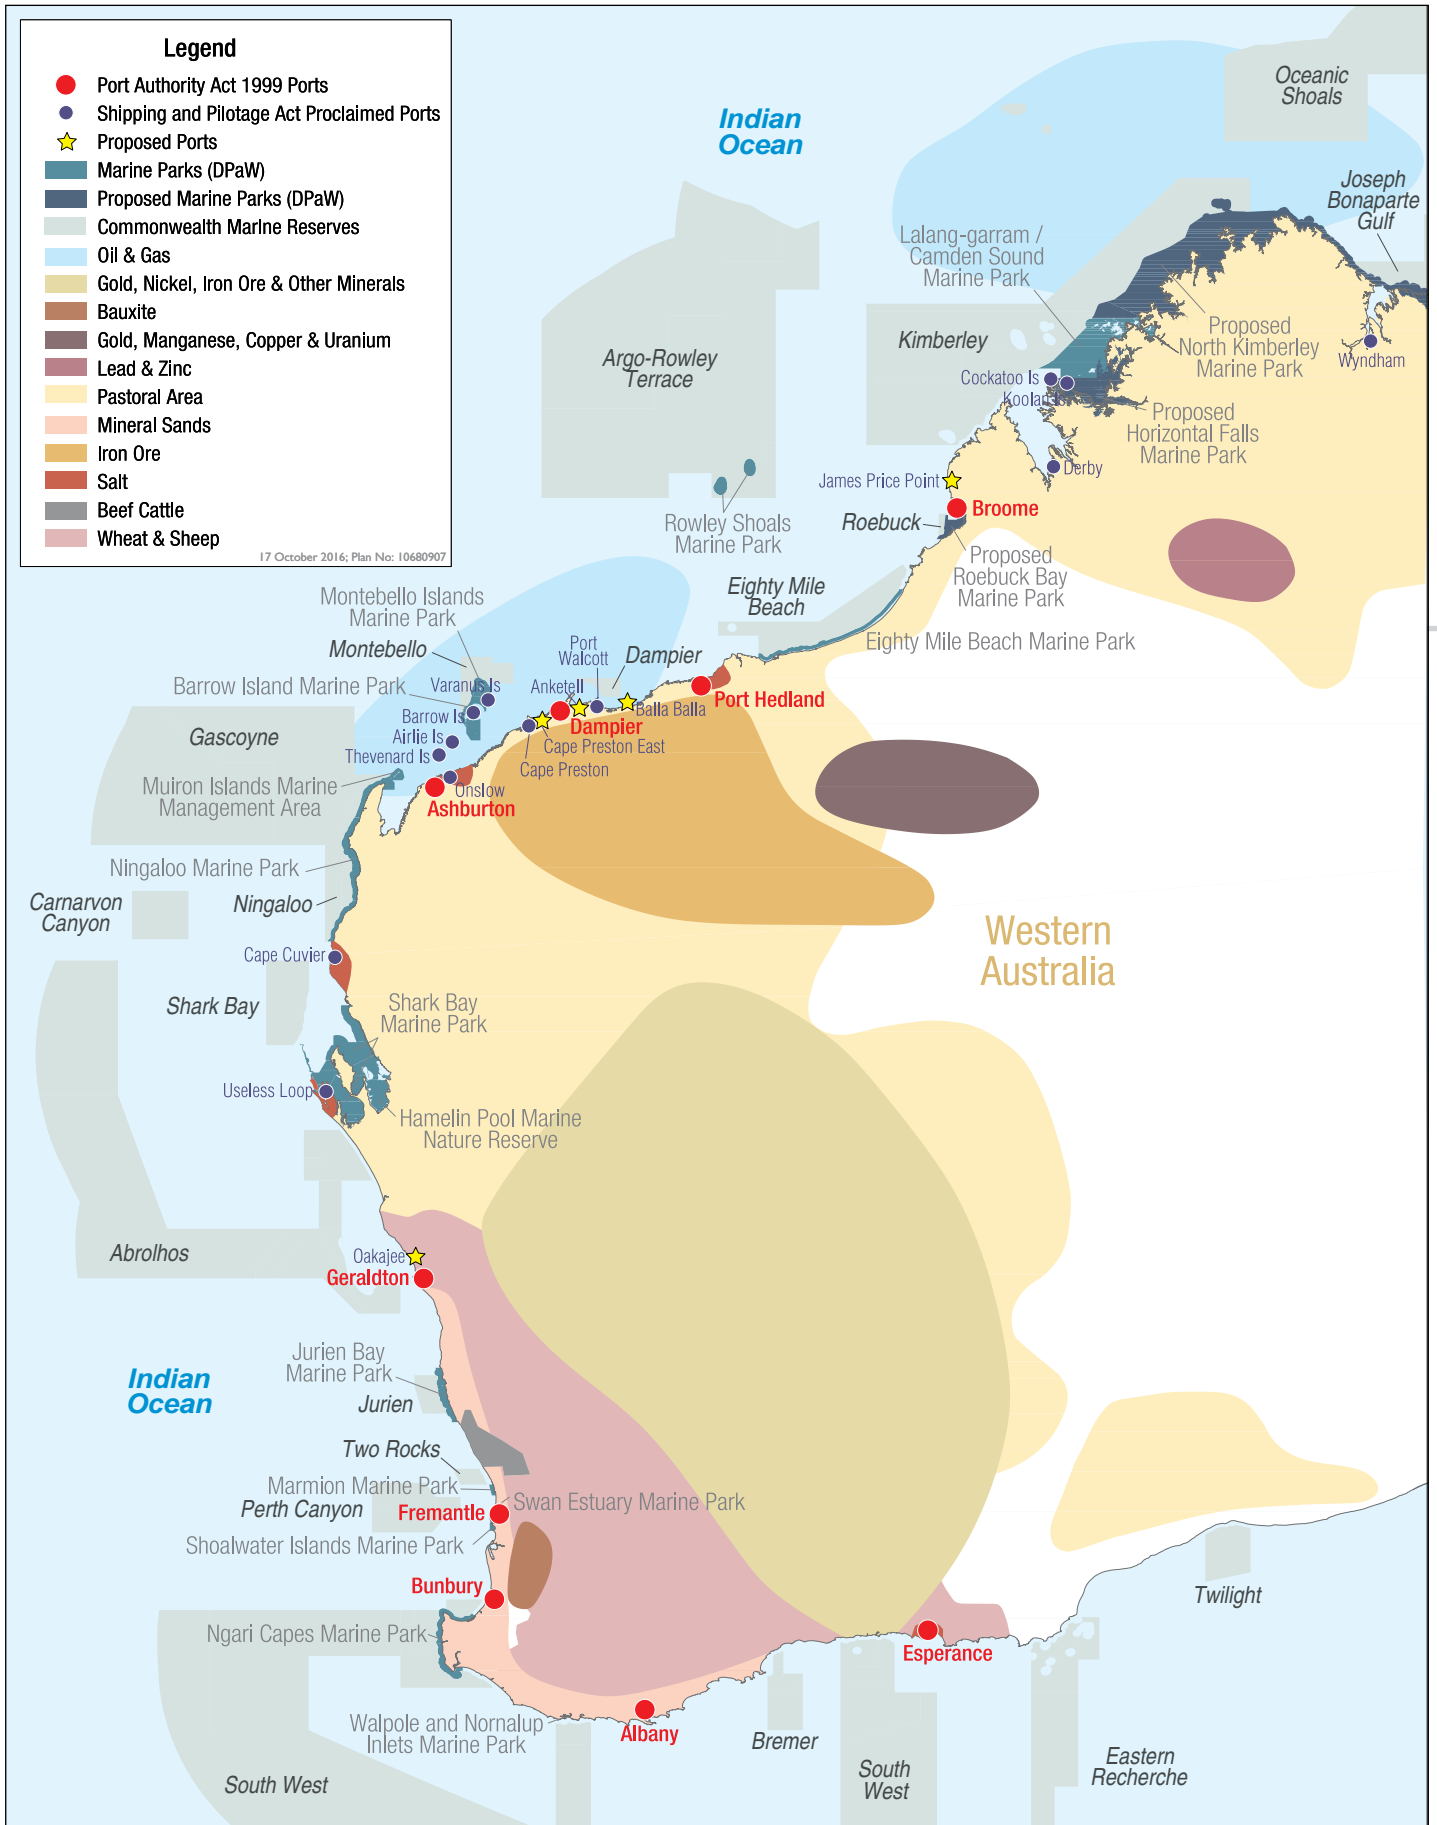 Legend
Port Authority Act 1999 Ports
Shipping and Pilotage Act Proclaimed Ports
Proposed Ports
Marine Parks (DPaW)
Proposed Marine Parks (DPaW)
Commonwealth Marine Reserves
Oil & Gas
Gold, Nickel, Iron Ore & Other Minerals
Bauxite
Gold, Manganese, Copper & Uranium
Lead & Zinc
Pastoral Area
Mineral Sands
Iron Ore
Salt
Beef Cattle
Wheat & Sheep
17 October 2016; Plan No: 10680907
Indian
Ocean
Oceanic
Shoals
Joseph
Bonaparte
Gulf
Lalang-garram /
Camden Sound
Marine Park
Kimberley
Argo-Rowley
Terrace
Proposed
North Kimberley
Marine Park
Wyndham
Cockatoo Is
Koolan Is
Proposed
Horizontal Falls
Marine Park
Derby
James Price Point
Broome
Roebuck
Rowley Shoals
Marine Park
Proposed
Roebuck Bay
Marine Park
Eighty Mile
Beach
Eighty Mile Beach Marine Park
Montebello Islands
Marine Park
Montebello
Port
Walcott
Dampier
Barrow Island Marine Park
Varanus Is
Anketell
Port Hedland
Barrow Is
Balla Balla
Dampier
Airlie Is
Gascoyne
Cape Preston East
Thevenard Is
Cape Preston
Muiron Islands Marine
Management Area
Onslow
Ashburton
Ningaloo Marine Park
Carnarvon
Canyon
Ningaloo
Western
Australia
Cape Cuvier
Shark Bay
Shark Bay
Marine Park
Useless Loop
Hamelin Pool Marine
Nature Reserve
Abrolhos
Oakajee
Geraldton
Jurien Bay
Marine Park
Indian
Ocean
Jurien
Two Rocks
Marmion Marine Park
Swan Estuary Marine Park
Perth Canyon
Fremantle
Shoalwater Islands Marine Park
Bunbury
Twilight
Ngari Capes Marine Park
Esperance
Walpole and Nornalup
Inlets Marine Park
Albany
Bremer
South West
South
West
Eastern
Recherche